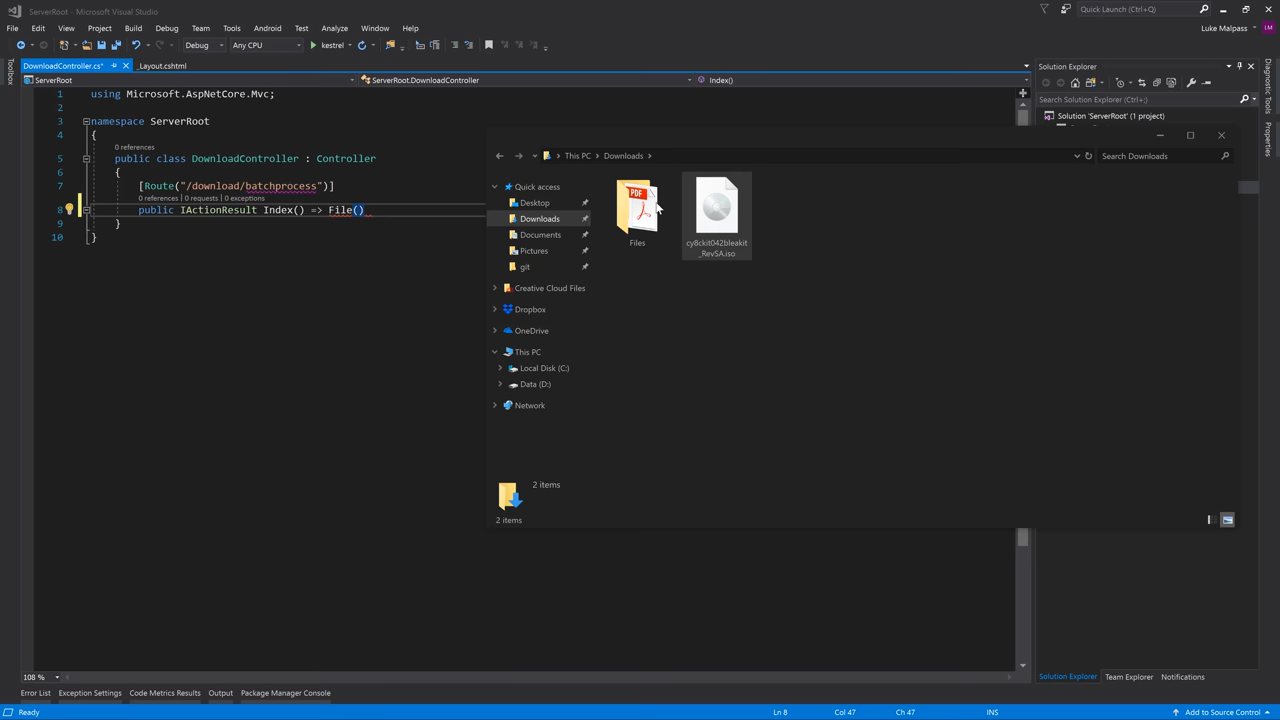 ServerRoot - Microsoft Visual Studio
Quick Launch (Ctrl+Q)
File Edit View Project Build Debug Team Tools Android Test Analyze Window Help
Luke Malpass LM
Debug Any CPU kestrel
DownloadController.cs* _Layout.cshtml
ServerRoot ServerRoot.DownloadController Index()
Toolbox
1 using Microsoft.AspNetCore.Mvc;
2
3 namespace ServerRoot
4 {
0 references
5 public class DownloadController : Controller
6 {
7 [Route("/download/batchprocess")]
0 references | 0 requests | 0 exceptions
8 public IActionResult Index() => File()
9 }
10 }
Solution Explorer
Search Solution Explorer (Ctrl+;)
Solution 'ServerRoot' (1 project)
Diagnostic Tools
Properties
This PC Downloads
Search Downloads
Quick access
Desktop
Downloads
Documents
Pictures
git
Creative Cloud Files
Dropbox
OneDrive
This PC
Local Disk (C:)
Data (D:)
Network
PDF
Files
cy8ckit042bleakit
_RevSA.iso
2 items
2 items
108 %
Solution Explorer Team Explorer Notifications
Error List Exception Settings Code Metrics Results Output Package Manager Console
Ready Ln 8 Col 47 Ch 47 INS Add to Source Control